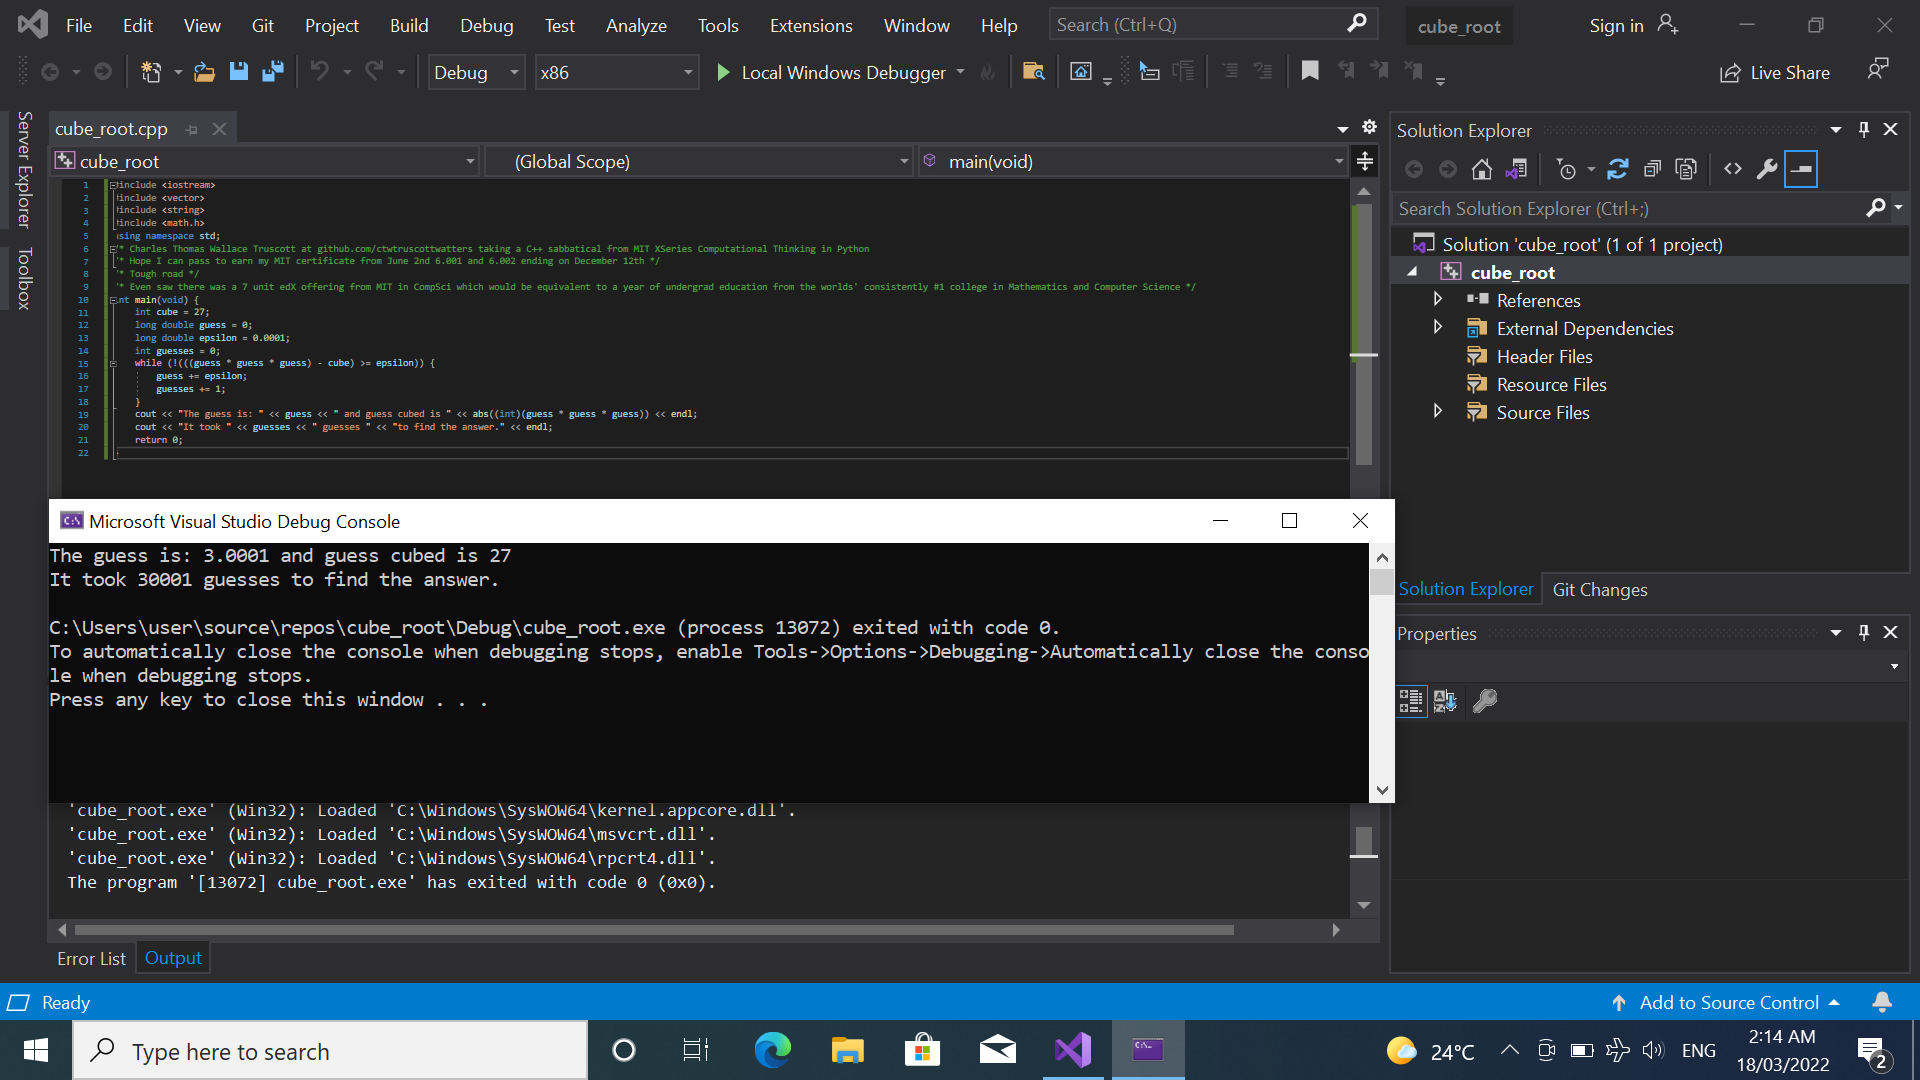 File Edit View Git Project Build Debug Test Analyze Tools Extensions Window Help Search (Ctrl+Q) cube_root Sign in
Debug x86 Local Windows Debugger Live Share
Server Explorer
Toolbox
cube_root.cpp
cube_root (Global Scope) main(void)
1 include <iostream>
2 include <vector>
3 include <string>
4 include <math.h>
5 using namespace std;
6 * Charles Thomas Wallace Truscott at github.com/ctwtruscottwatters taking a C++ sabbatical from MIT XSeries Computational Thinking in Python
7 * Hope I can pass to earn my MIT certificate from June 2nd 6.001 and 6.002 ending on December 12th */
8 * Tough road */
9 * Even saw there was a 7 unit edX offering from MIT in CompSci which would be equivalent to a year of undergrad education from the worlds' consistently #1 college in Mathematics and Computer Science */
10 int main(void) {
11 int cube = 27;
12 long double guess = 0;
13 long double epsilon = 0.0001;
14 int guesses = 0;
15 while (!(((guess * guess * guess) - cube) >= epsilon)) {
16 guess += epsilon;
17 guesses += 1;
18 }
19 cout << "The guess is: " << guess << " and guess cubed is " << abs((int)(guess * guess * guess)) << endl;
20 cout << "It took " << guesses << " guesses " << "to find the answer." << endl;
21 return 0;
22
Microsoft Visual Studio Debug Console
The guess is: 3.0001 and guess cubed is 27
It took 30001 guesses to find the answer.
C:\Users\user\source\repos\cube_root\Debug\cube_root.exe (process 13072) exited with code 0.
To automatically close the console when debugging stops, enable Tools->Options->Debugging->Automatically close the conso
le when debugging stops.
Press any key to close this window . . .
'cube_root.exe' (Win32): Loaded 'C:\Windows\SysWOW64\kernel.appcore.dll'.
'cube_root.exe' (Win32): Loaded 'C:\Windows\SysWOW64\msvcrt.dll'.
'cube_root.exe' (Win32): Loaded 'C:\Windows\SysWOW64\rpcrt4.dll'.
The program '[13072] cube_root.exe' has exited with code 0 (0x0).
Error List Output
Solution Explorer
Search Solution Explorer (Ctrl+;)
Solution 'cube_root' (1 of 1 project)
cube_root
References
External Dependencies
Header Files
Resource Files
Source Files
Solution Explorer Git Changes
Properties
Ready Add to Source Control
Type here to search 24°C ENG 2:14 AM
18/03/2022
2